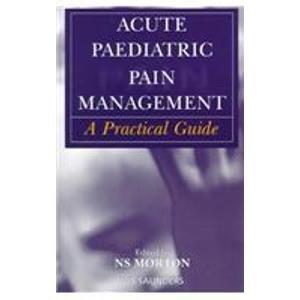 ACUTE
PAEDIATRIC
PAIN
MANAGEMENT
A Practical Guide
Edited by
NS MORTON
SAUNDERS